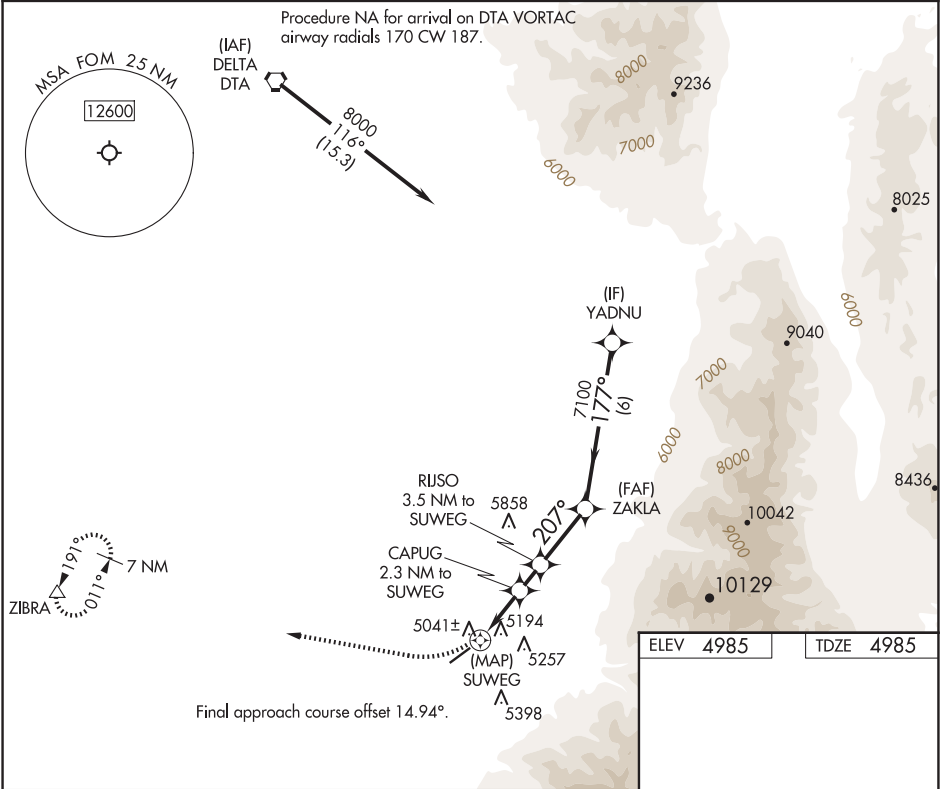 Procedure NA for arrival on DTA VORTAC
airway radials 170 CW 187.
MSA FOM 25 NM
12600
(IAF)
DELTA
DTA
8000
116°
(15.3)
8000
9236
7000
6000
8025
6000
(IF)
YADNU
9040
7000
7100
177°
(6)
6000
8000
8436
RIJSO
3.5 NM to
SUWEG
5858
207°
(FAF)
ZAKLA
10042
9000
CAPUG
2.3 NM to
SUWEG
191°
011°
7 NM
ZIBRA
10129
5041±
5194
(MAP)
SUWEG
5257
5398
Final approach course offset 14.94°.
ELEV 4985
TDZE 4985